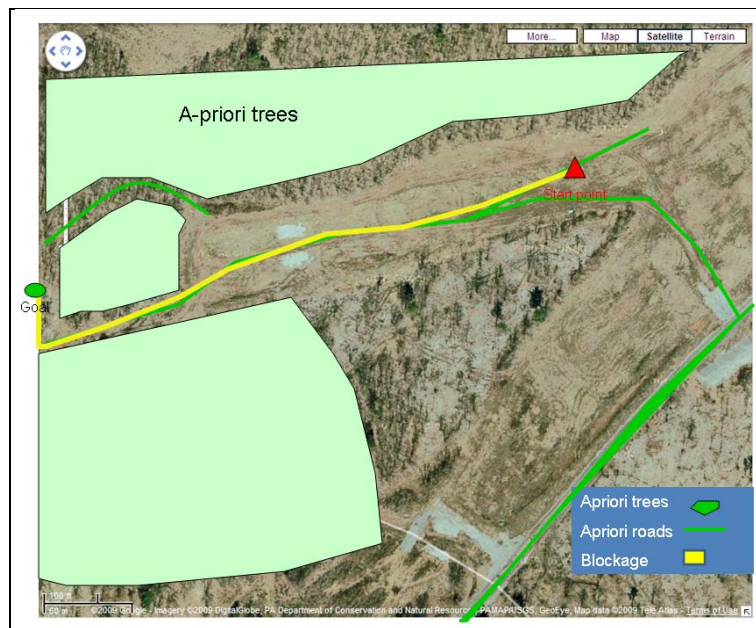 More...
Map
Satellite
Terrain
A-priori trees
Start point
Goal
Apriori trees
Apriori roads
Blockage
100 ft
50 m
©2009 Google - Imagery ©2009 DigitalGlobe, PA Department of Conservation and Natural Resources-PAMAP/USGS, GeoEye, Map data ©2009 Tele Atlas - Terms of Use